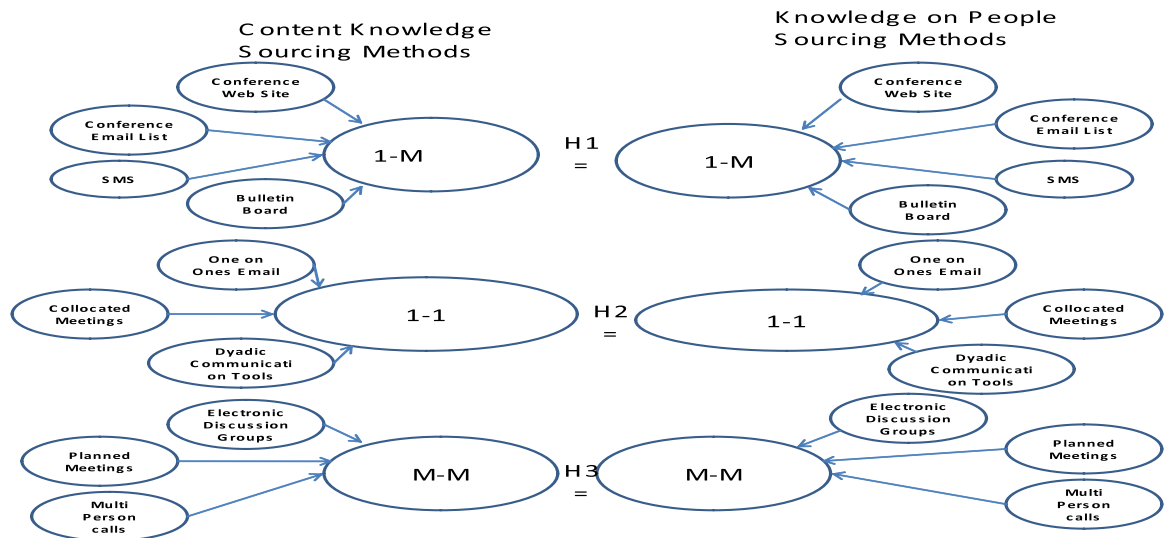 Content Knowledge
Sourcing Methods
Knowledge on People
Sourcing Methods
Conference
Web Site
Conference
Email List
SMS
Bulletin
Board
1-M
H1
=
1-M
Conference
Web Site
Conference
Email List
SMS
Bulletin
Board
One on
Ones Email
Collocated
Meetings
Dyadic
Communicati
on Tools
1-1
H2
=
1-1
One on
Ones Email
Collocated
Meetings
Dyadic
Communicati
on Tools
Electronic
Discussion
Groups
Planned
Meetings
Multi
Person
calls
M-M
H3
=
M-M
Electronic
Discussion
Groups
Planned
Meetings
Multi
Person
calls